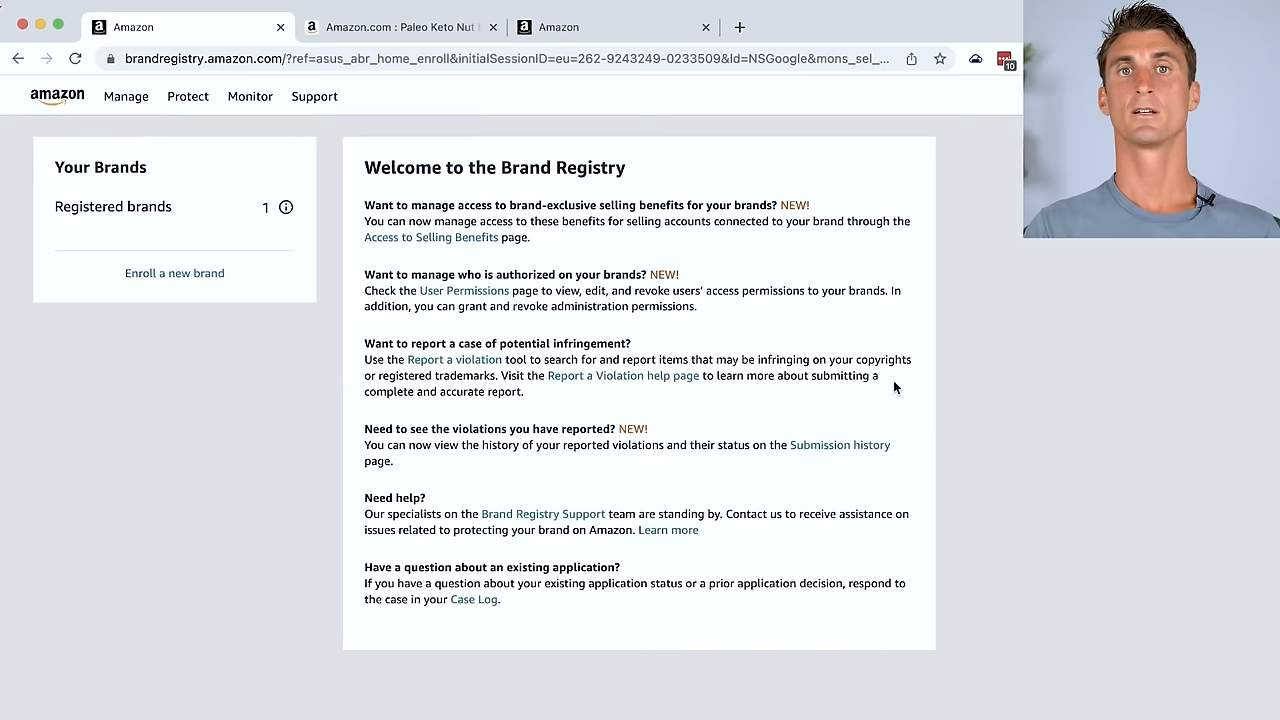 Amazon
Amazon.com : Paleo Keto Nut
Amazon
brandregistry.amazon.com/?ref=asus_abr_home_enroll&initialSessionID=eu=262-9243249-0233509&ld=NSGoogle&mons_sel_...
10
amazon Manage Protect Monitor Support
Your Brands
Registered brands 1
Enroll a new brand
Welcome to the Brand Registry
Want to manage access to brand-exclusive selling benefits for your brands? NEW!
You can now manage access to these benefits for selling accounts connected to your brand through the
Access to Selling Benefits page.
Want to manage who is authorized on your brands? NEW!
Check the User Permissions page to view, edit, and revoke users’ access permissions to your brands. In
addition, you can grant and revoke administration permissions.
Want to report a case of potential infringement?
Use the Report a violation tool to search for and report items that may be infringing on your copyrights
or registered trademarks. Visit the Report a Violation help page to learn more about submitting a
complete and accurate report.
Need to see the violations you have reported? NEW!
You can now view the history of your reported violations and their status on the Submission history
page.
Need help?
Our specialists on the Brand Registry Support team are standing by. Contact us to receive assistance on
issues related to protecting your brand on Amazon. Learn more
Have a question about an existing application?
If you have a question about your existing application status or a prior application decision, respond to
the case in your Case Log.